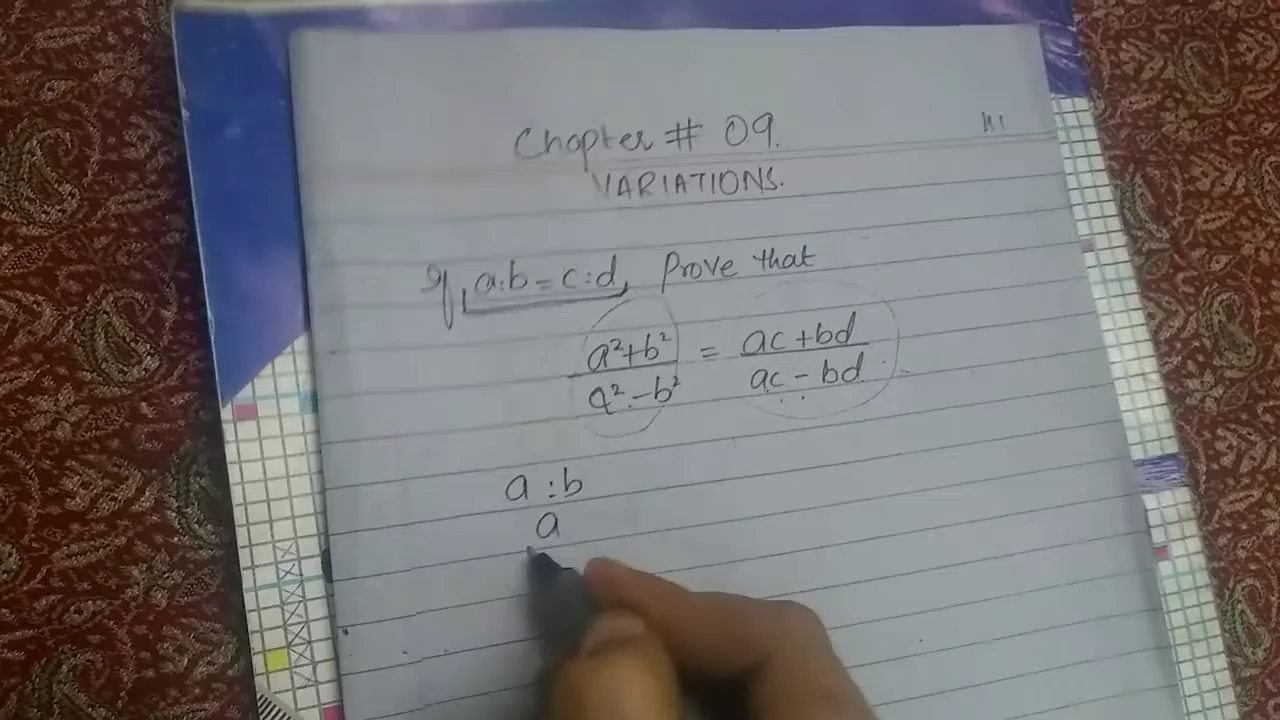 Chapter # 09.
VARIATIONS.
If, a:b = c:d, Prove that
a²+b² / a²-b² = ac+bd / ac-bd
a :b
a